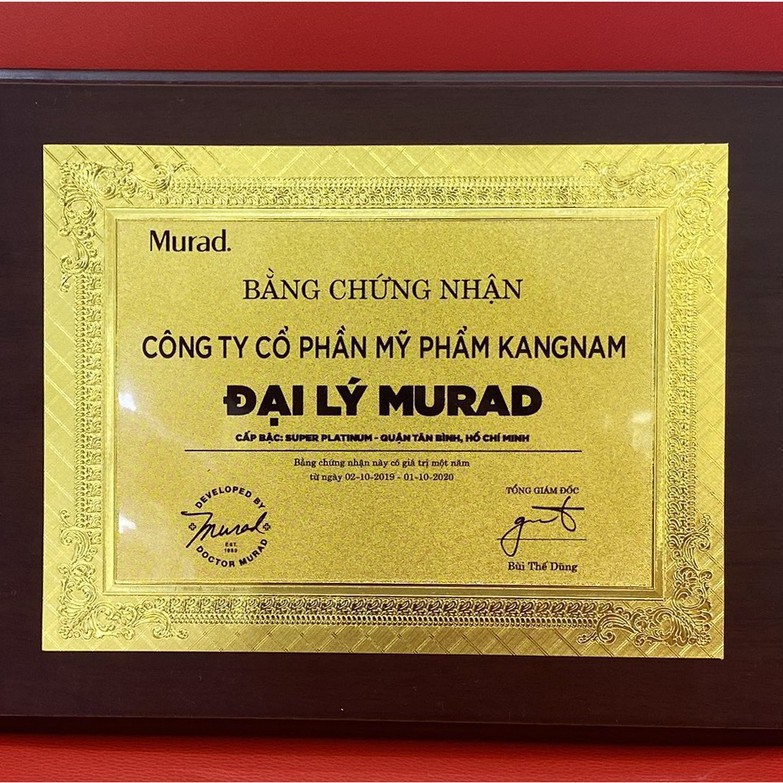 Murad.
BẰNG CHỨNG NHẬN
CÔNG TY CỔ PHẦN MỸ PHẨM KANGNAM
ĐẠI LÝ MURAD
CẤP BẬC: SUPER PLATINUM - QUẬN TÂN BÌNH, HỒ CHÍ MINH
Bằng chứng nhận này có giá trị một năm
từ ngày 02-10-2019 - 01-10-2020
DEVELOPED BY
Murad
EST.
1989
DOCTOR MURAD
TỔNG GIÁM ĐỐC
Bùi Thế Dũng